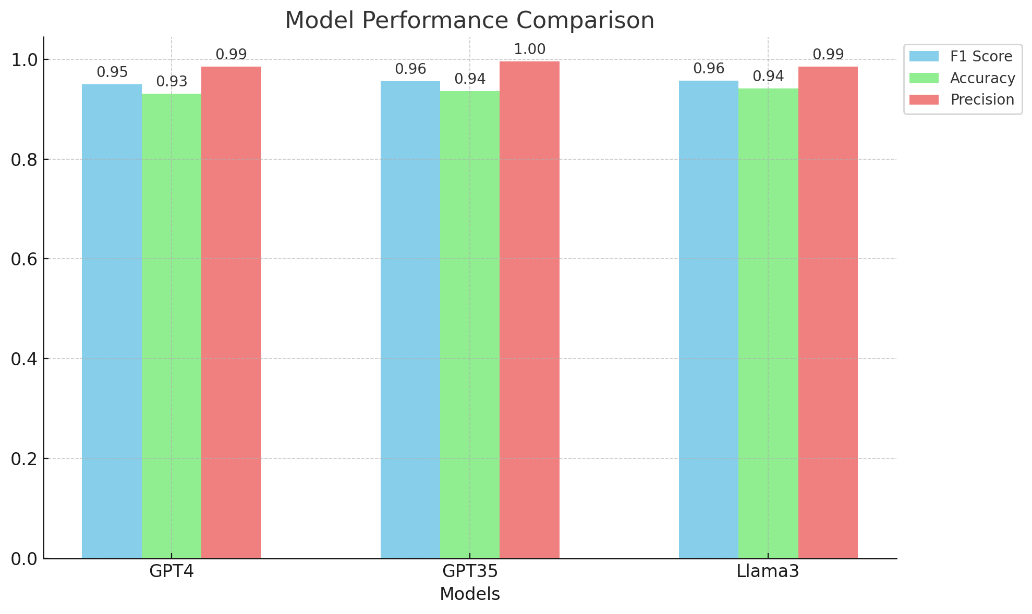 Model Performance Comparison
1.0
0.8
0.6
0.4
0.2
0.0
0.95
0.93
0.99
0.96
0.94
1.00
0.96
0.94
0.99
GPT4
GPT35
Llama3
Models
F1 Score
Accuracy
Precision